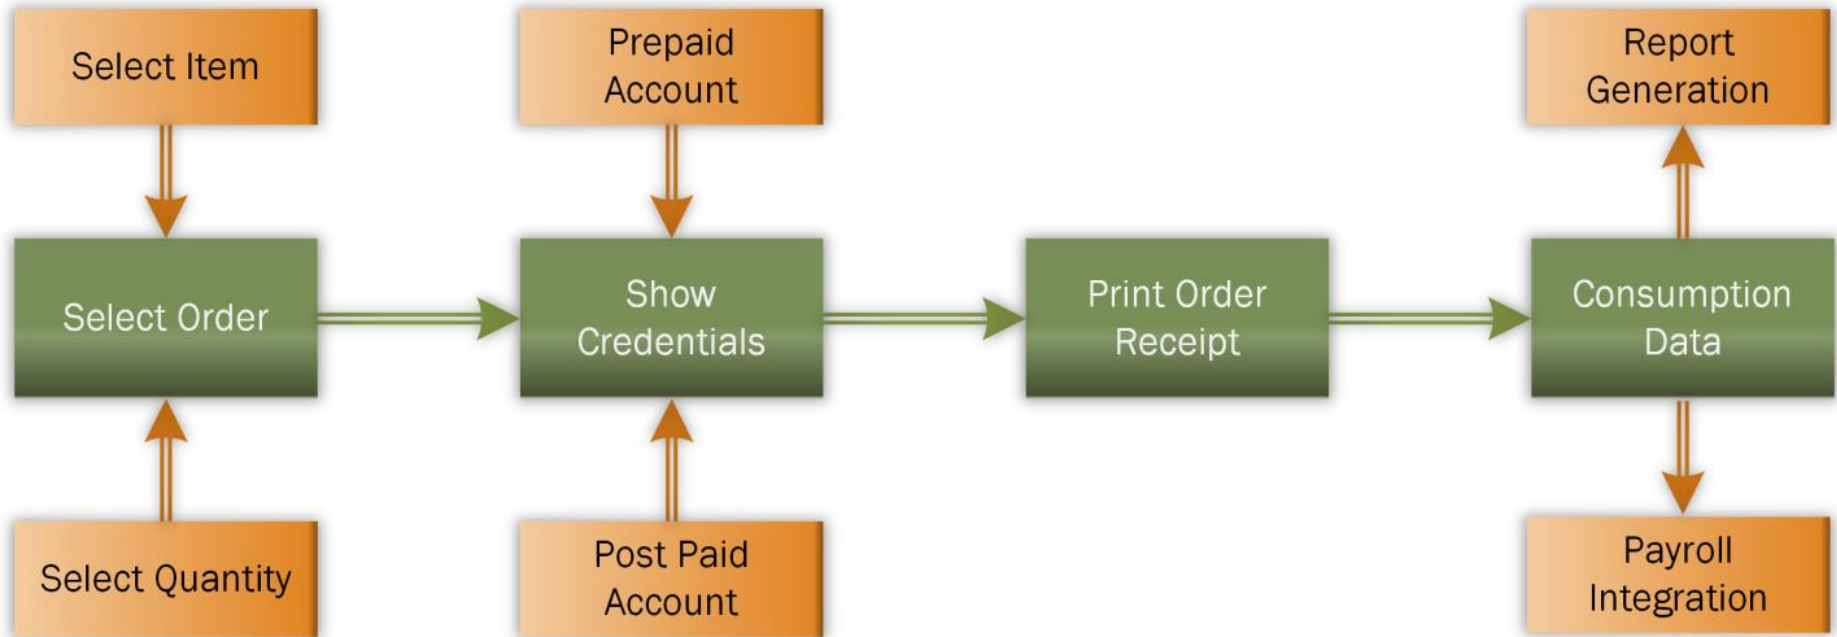 Select Item
Prepaid
Account
Report
Generation
Select Order
Show
Credentials
Print Order
Receipt
Consumption
Data
Select Quantity
Post Paid
Account
Payroll
Integration